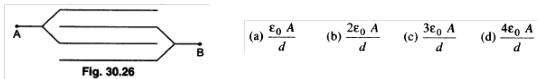 A
B
Fig. 30.26
(a) ε₀ A / d (b) 2ε₀ A / d (c) 3ε₀ A / d (d) 4ε₀ A / d